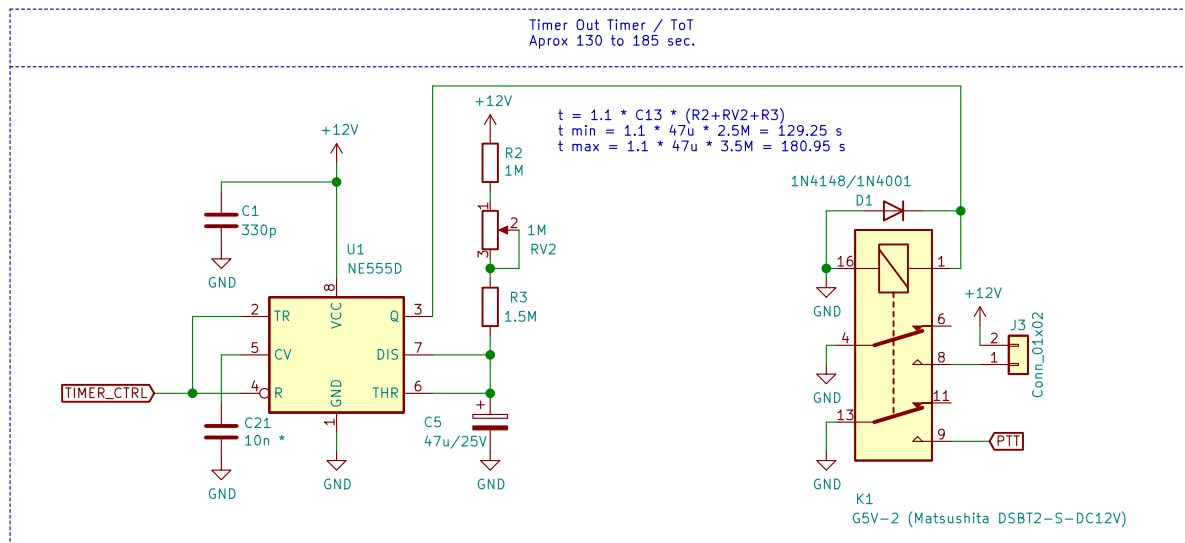 Timer Out Timer / ToT
Aprox 130 to 185 sec.
t = 1.1 * C13 * (R2+RV2+R3)
t min = 1.1 * 47u * 2.5M = 129.25 s
t max = 1.1 * 47u * 3.5M = 180.95 s
+12V
+12V
R2
1M
C1
330p
GND
1
2
3
1M
RV2
U1
NE555D
R3
1.5M
8
VCC
2
TR
Q
3
5
CV
DIS
7
TIMER_CTRL
4
R
THR
6
GND
1
C21
10n *
GND
GND
+
C5
47u/25V
GND
1N4148/1N4001
D1
16
1
GND
+12V
6
4
8
GND
J3
2
1
Conn_01x02
11
13
9
PTT
GND
K1
G5V-2 (Matsushita DSBT2-S-DC12V)